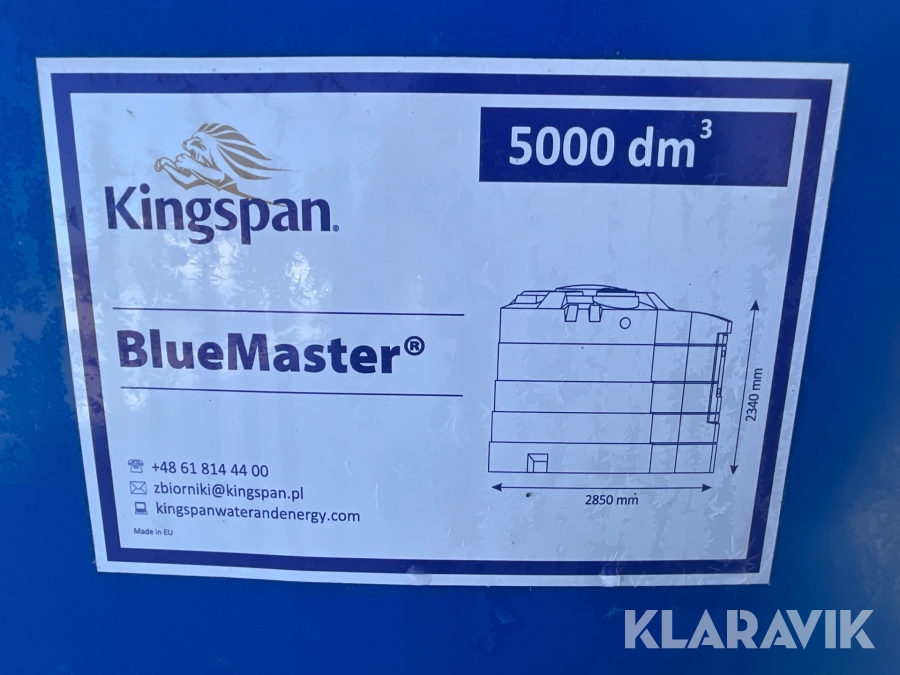 Kingspan®
5000 dm³
BlueMaster®
2340 mm
2850 mm
+48 61 814 44 00
zbiorniki@kingspan.pl
kingspanwaterandenergy.com
Made in EU
KLARAVIK